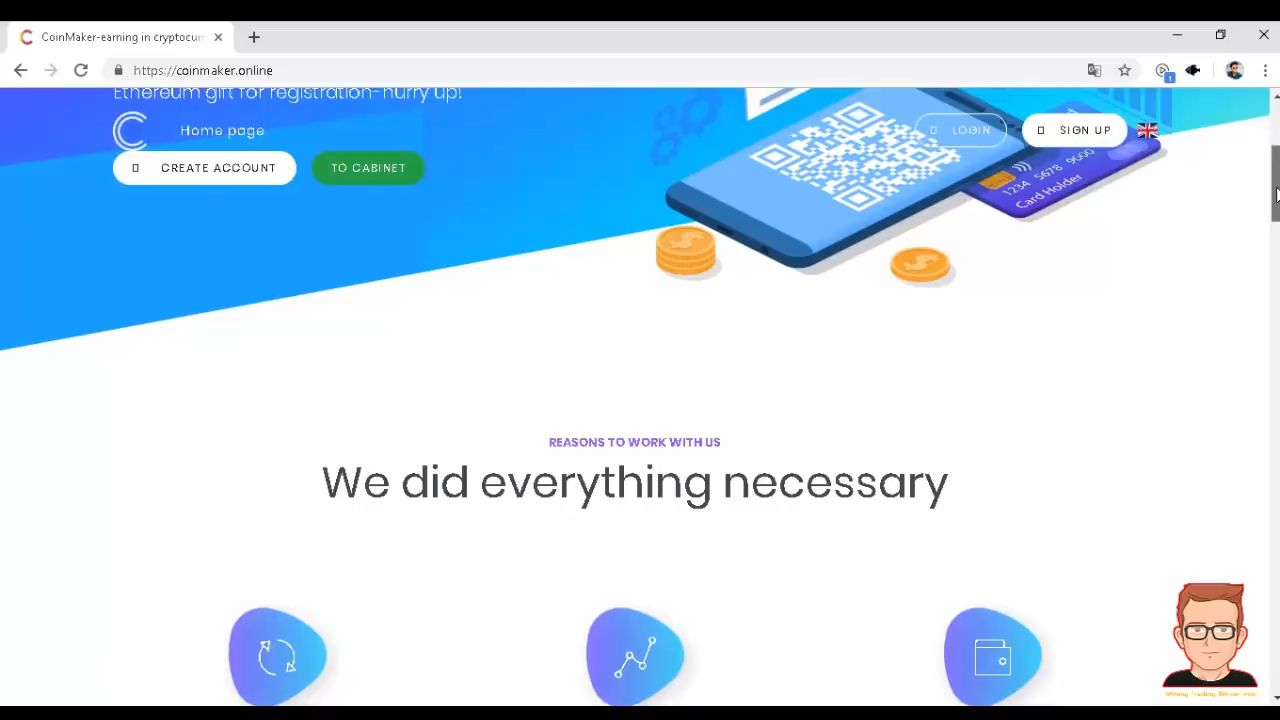 CoinMaker-earning in cryptocur
https://coinmaker.online
1
Ethereum gift for registration-hurry up!
Home page
LOGIN
SIGN UP
CREATE ACCOUNT
TO CABINET
1234 5678 9000
Card Holder
REASONS TO WORK WITH US
We did everything necessary